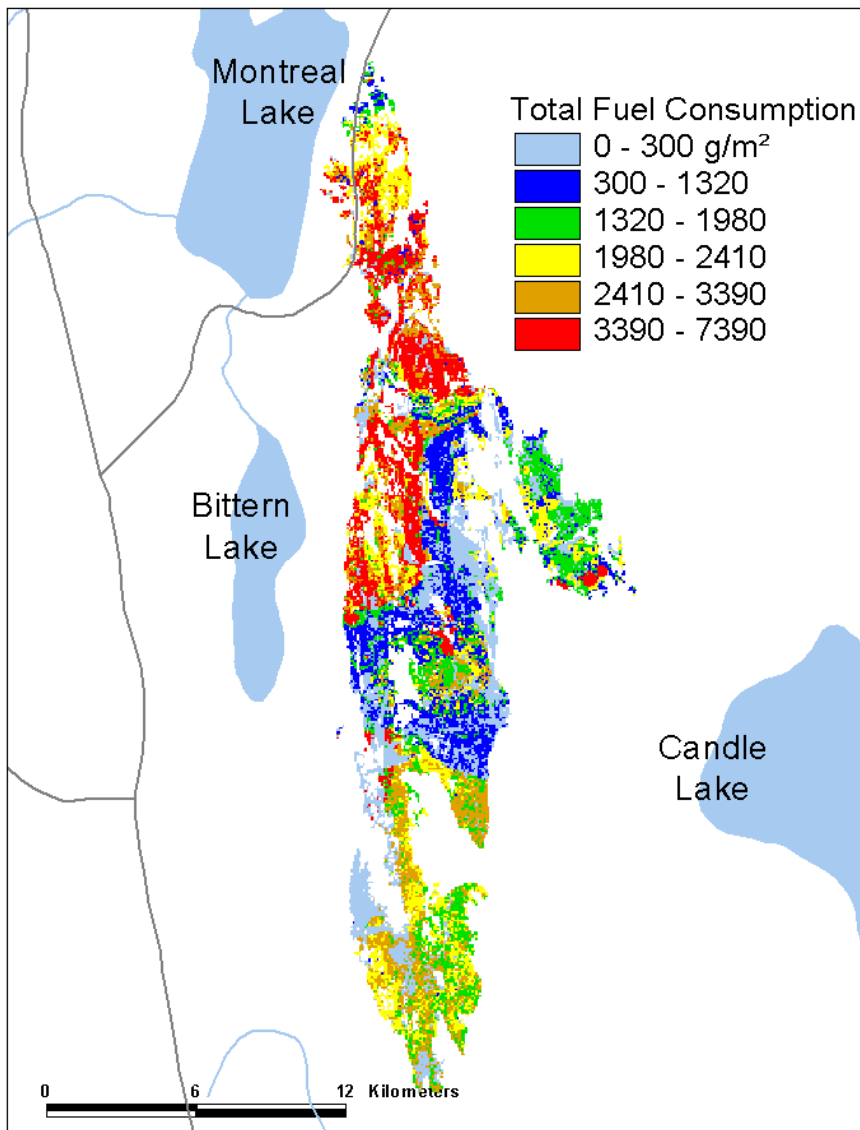 Montreal
Lake
Total Fuel Consumption
0 - 300 g/m²
300 - 1320
1320 - 1980
1980 - 2410
2410 - 3390
3390 - 7390
Bittern
Lake
Candle
Lake
0 6 12 Kilometers